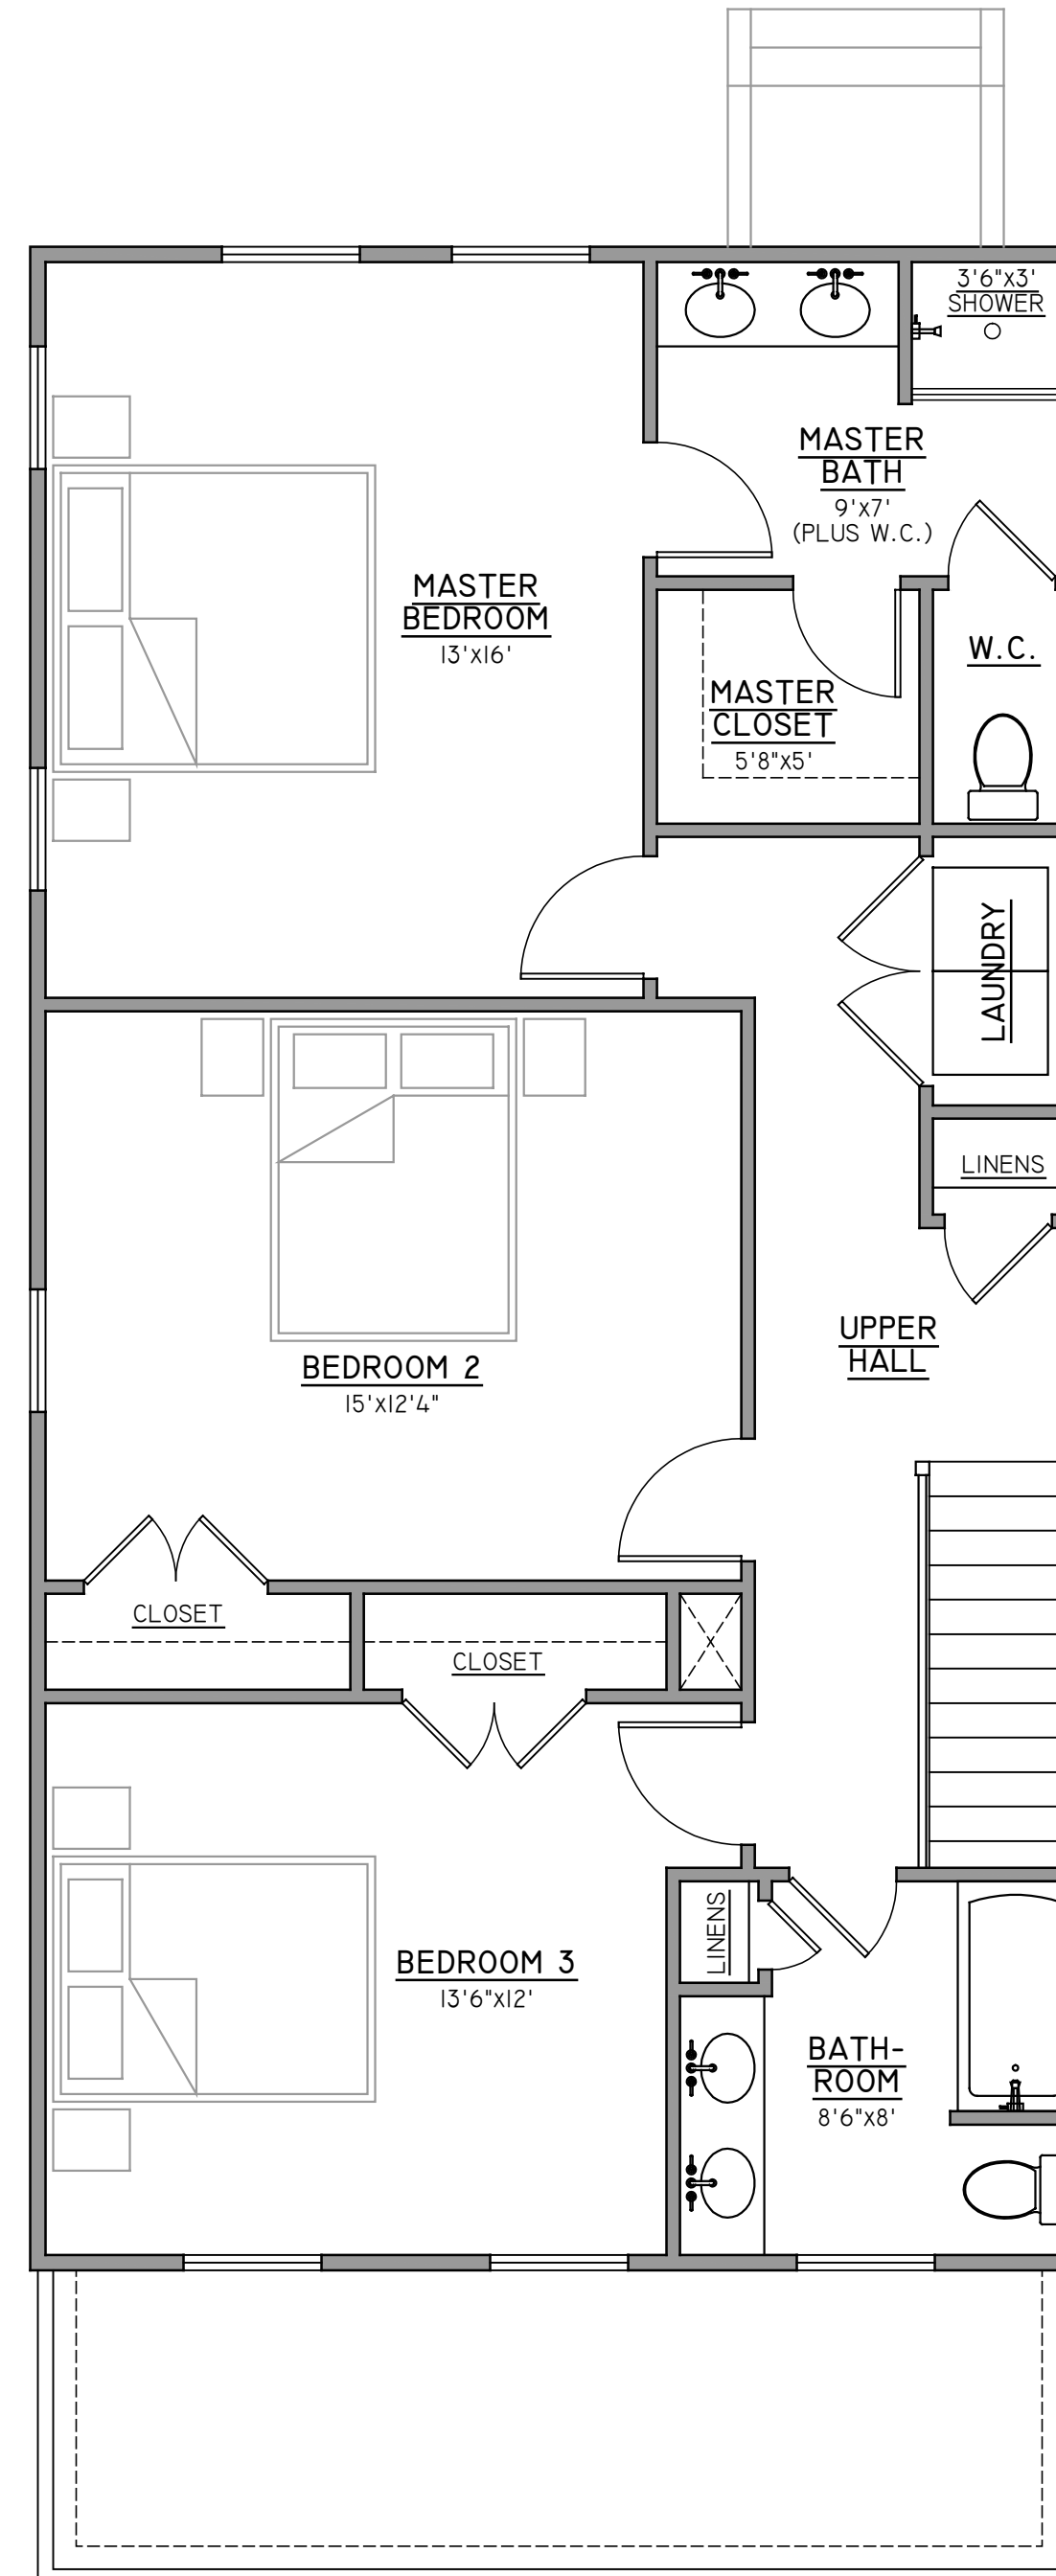 3'6"x3'
SHOWER
MASTER
BATH
9'x7'
(PLUS W.C.)
MASTER
BEDROOM
13'x16'
W.C.
MASTER
CLOSET
5'8"x5'
LAUNDRY
LINENS
UPPER
HALL
BEDROOM 2
15'x12'4"
CLOSET
CLOSET
LINENS
BEDROOM 3
13'6"x12'
BATH-
ROOM
8'6"x8'